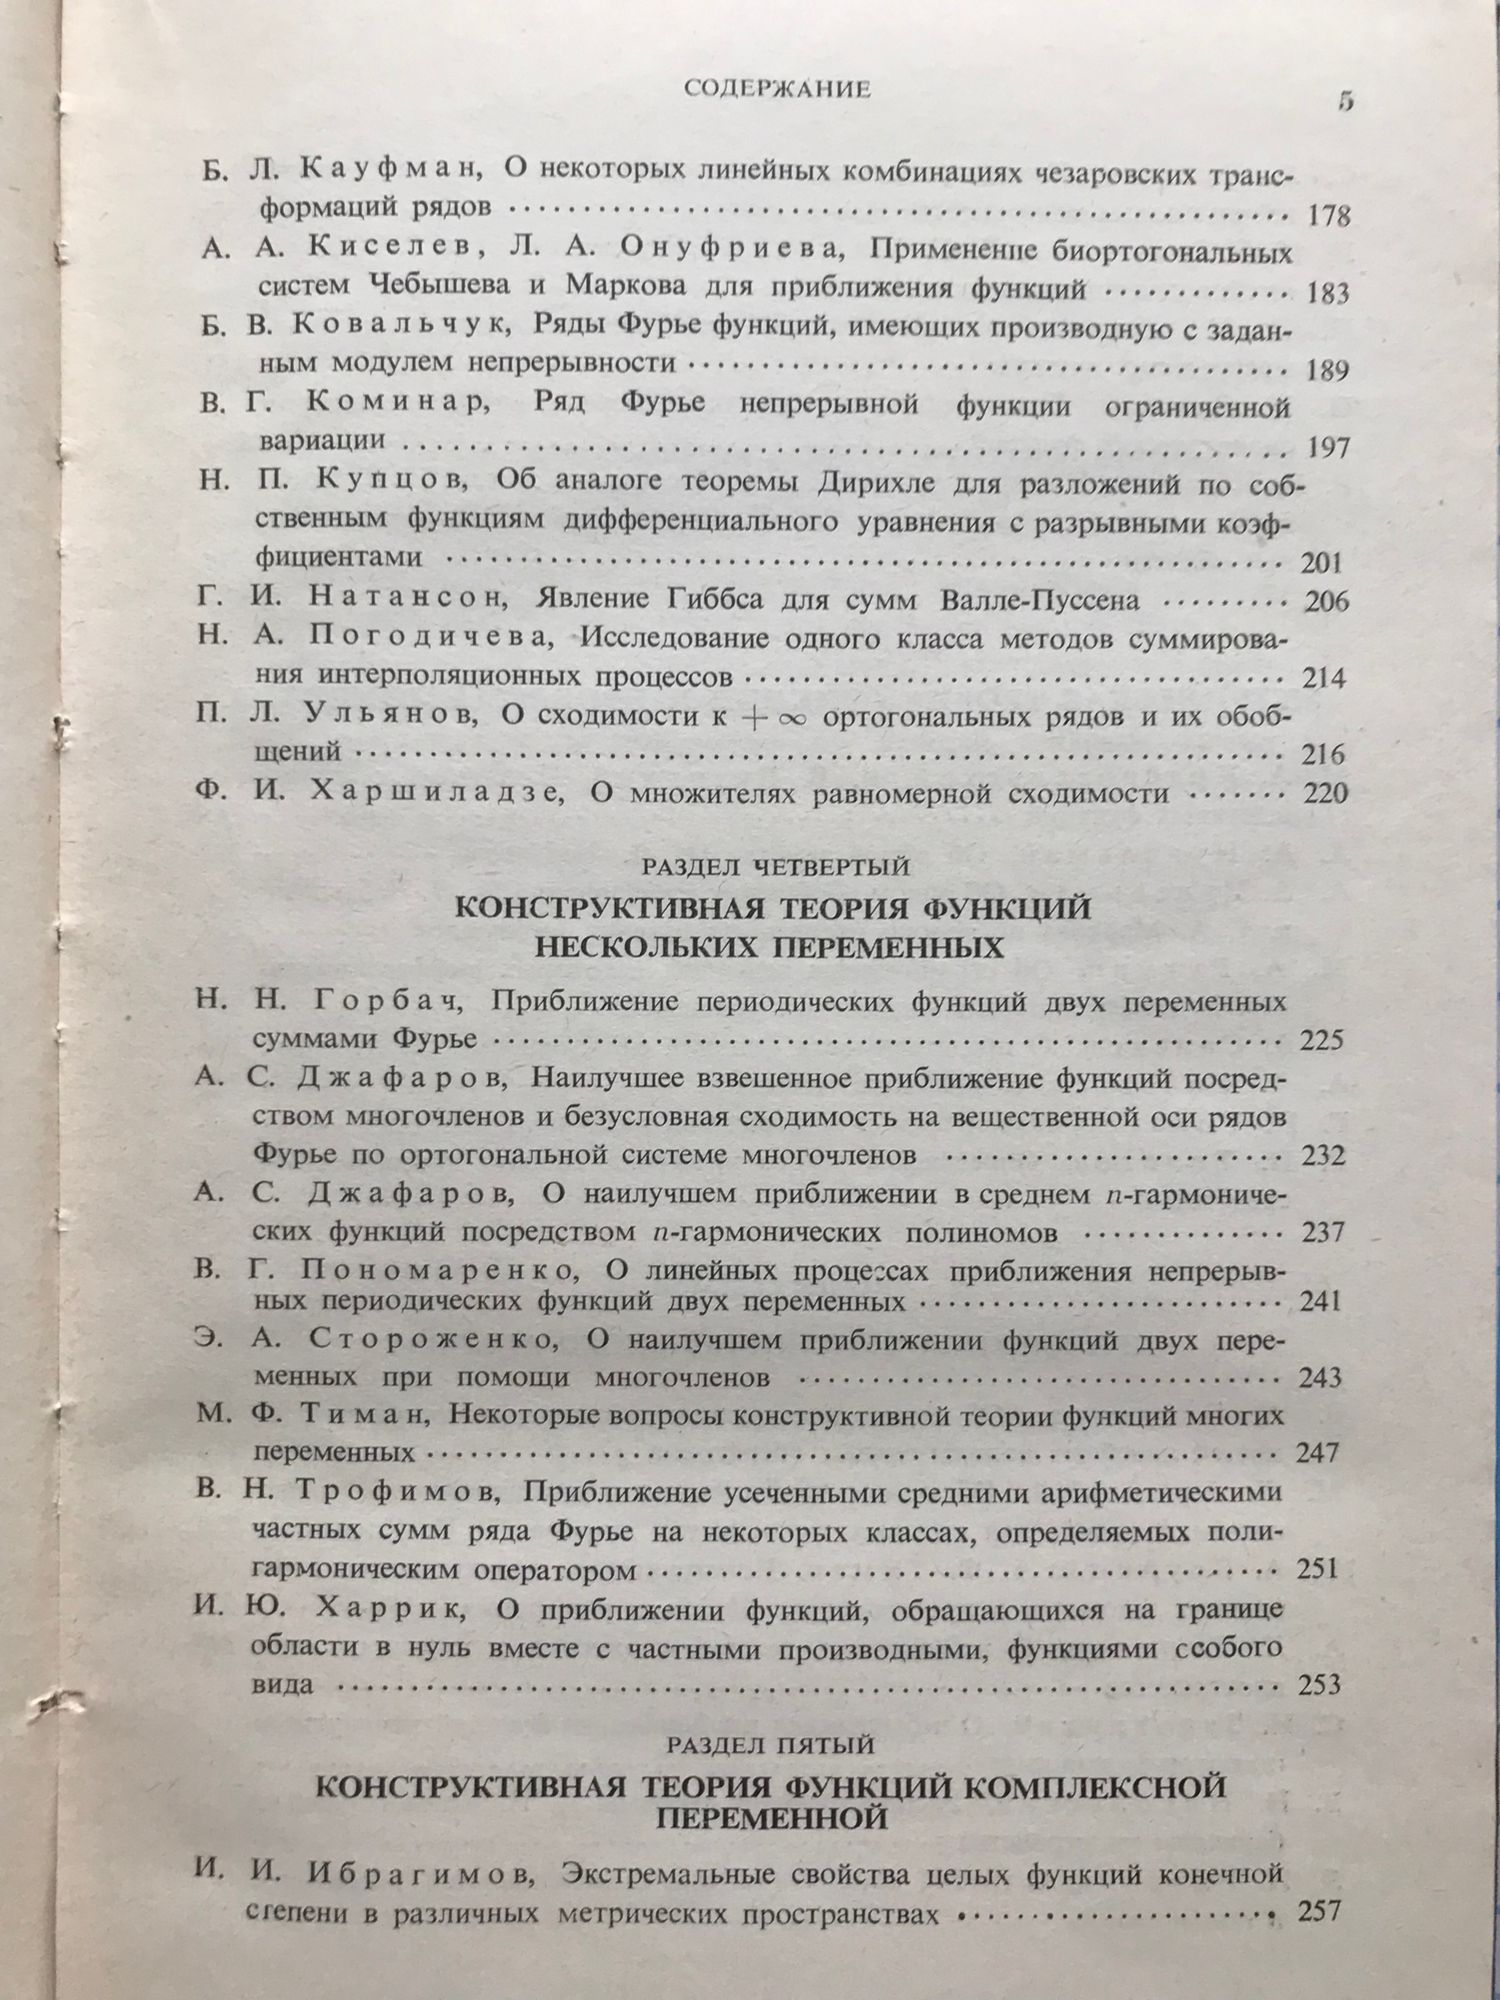 СОДЕРЖАНИЕ
5
Б. Л. Кауфман, О некоторых линейных комбинациях чезаровских транс-
формаций рядов 178
А. А. Киселев, Л. А. Онуфриева, Применение биортогональных
систем Чебышева и Маркова для приближения функций 183
Б. В. Ковальчук, Ряды Фурье функций, имеющих производную с задан-
ным модулем непрерывности 189
В. Г. Коминар, Ряд Фурье непрерывной функции ограниченной
вариации 197
Н. П. Купцов, Об аналоге теоремы Дирихле для разложений по соб-
ственным функциям дифференциального уравнения с разрывными коэф-
фициентами 201
Г. И. Натансон, Явление Гиббса для сумм Валле-Пуссена 206
Н. А. Погодичева, Исследование одного класса методов суммирова-
ния интерполяционных процессов 214
П. Л. Ульянов, О сходимости к + ∞ ортогональных рядов и их обоб-
щений 216
Ф. И. Харшиладзе, О множителях равномерной сходимости 220
РАЗДЕЛ ЧЕТВЕРТЫЙ
КОНСТРУКТИВНАЯ ТЕОРИЯ ФУНКЦИЙ
НЕСКОЛЬКИХ ПЕРЕМЕННЫХ
Н. Н. Горбач, Приближение периодических функций двух переменных
суммами Фурье 225
А. С. Джафаров, Наилучшее взвешенное приближение функций посред-
ством многочленов и безусловная сходимость на вещественной оси рядов
Фурье по ортогональной системе многочленов 232
А. С. Джафаров, О наилучшем приближении в среднем n-гармониче-
ских функций посредством n-гармонических полиномов 237
В. Г. Пономаренко, О линейных процессах приближения непрерыв-
ных периодических функций двух переменных 241
Э. А. Стороженко, О наилучшем приближении функций двух пере-
менных при помощи многочленов 243
М. Ф. Тиман, Некоторые вопросы конструктивной теории функций многих
переменных 247
В. Н. Трофимов, Приближение усеченными средними арифметическими
частных сумм ряда Фурье на некоторых классах, определяемых поли-
гармоническим оператором 251
И. Ю. Харрик, О приближении функций, обращающихся на границе
области в нуль вместе с частными производными, функциями особого
вида 253
РАЗДЕЛ ПЯТЫЙ
КОНСТРУКТИВНАЯ ТЕОРИЯ ФУНКЦИЙ КОМПЛЕКСНОЙ
ПЕРЕМЕННОЙ
И. И. Ибрагимов, Экстремальные свойства целых функций конечной
степени в различных метрических пространствах 257